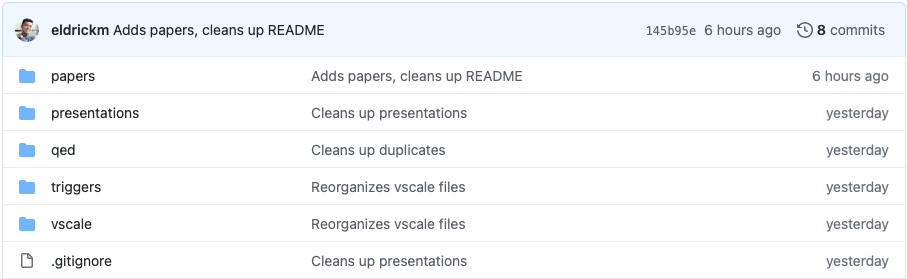 eldrickm Adds papers, cleans up README 145b95e 6 hours ago 8 commits
papers Adds papers, cleans up README 6 hours ago
presentations Cleans up presentations yesterday
qed Cleans up duplicates yesterday
triggers Reorganizes vscale files yesterday
vscale Reorganizes vscale files yesterday
.gitignore Cleans up presentations yesterday